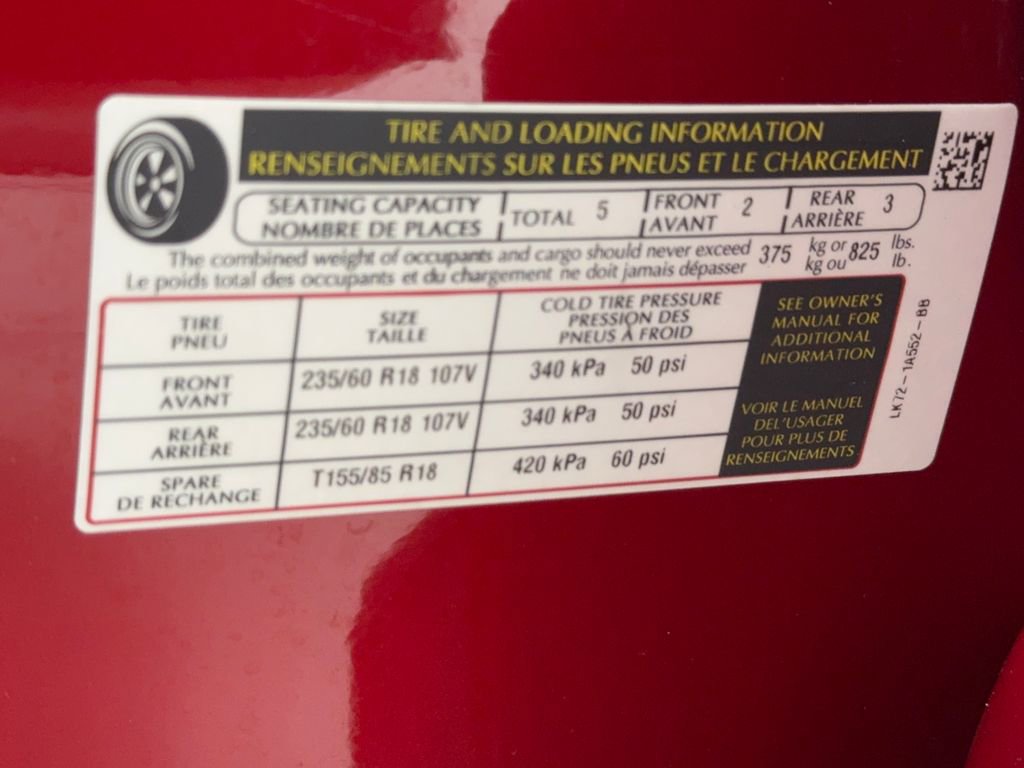 TIRE AND LOADING INFORMATION
RENSEIGNEMENTS SUR LES PNEUS ET LE CHARGEMENT
SEATING CAPACITY
NOMBRE DE PLACES
TOTAL 5
FRONT
AVANT
2
REAR
ARRIÈRE
3
The combined weight of occupants and cargo should never exceed
Le poids total des occupants et du chargement ne doit jamais dépasser
375
kg or
kg ou
825
lbs.
lb.
TIRE
PNEU
SIZE
TAILLE
COLD TIRE PRESSURE
PRESSION DES
PNEUS À FROID
FRONT
AVANT
235/60 R18 107V
340 kPa 50 psi
REAR
ARRIÈRE
235/60 R18 107V
340 kPa 50 psi
SPARE
DE RECHANGE
T155/85 R18
420 kPa 60 psi
SEE OWNER'S
MANUAL FOR
ADDITIONAL
INFORMATION
VOIR LE MANUEL
DEL'USAGER
POUR PLUS DE
RENSEIGNEMENTS
LK72-1A552-BB